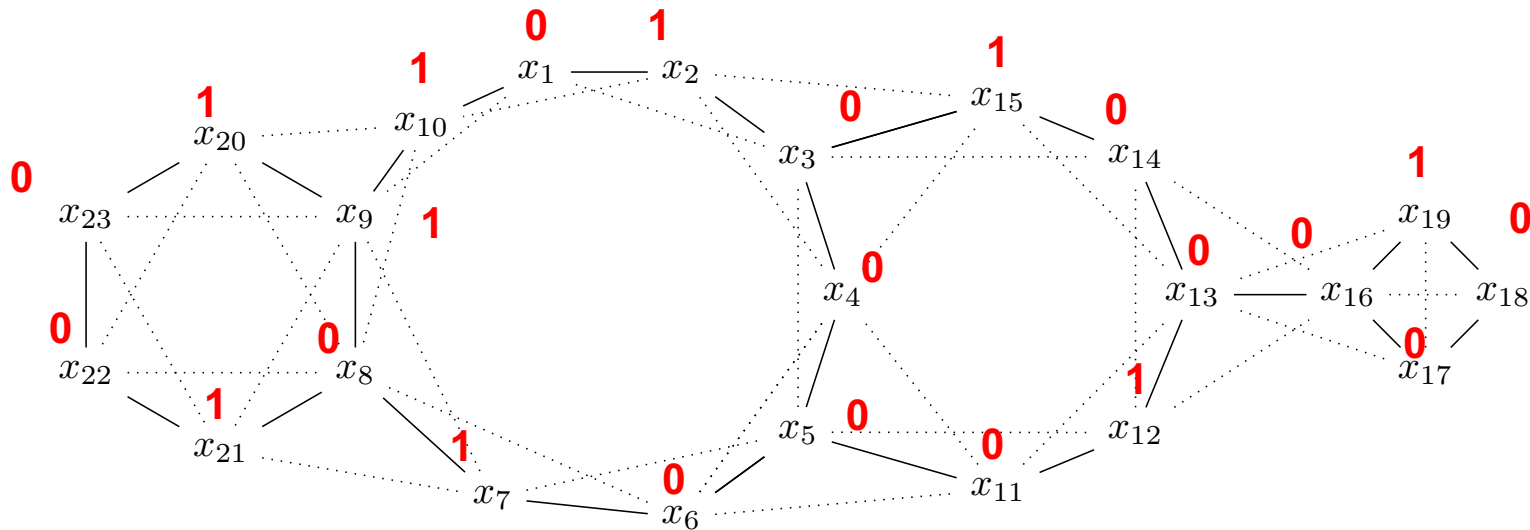 0 1
1 x1 x2 1
1 x10 0 x15 0
x20 x3 x14
0 1
x23 x9 1 x19 0
0 0
0 x4 x13 x16 x18
0 0 0
x22 x8 1 x17
1 0
x21 1 x5 0 x12
0 0
x7 x6 x11